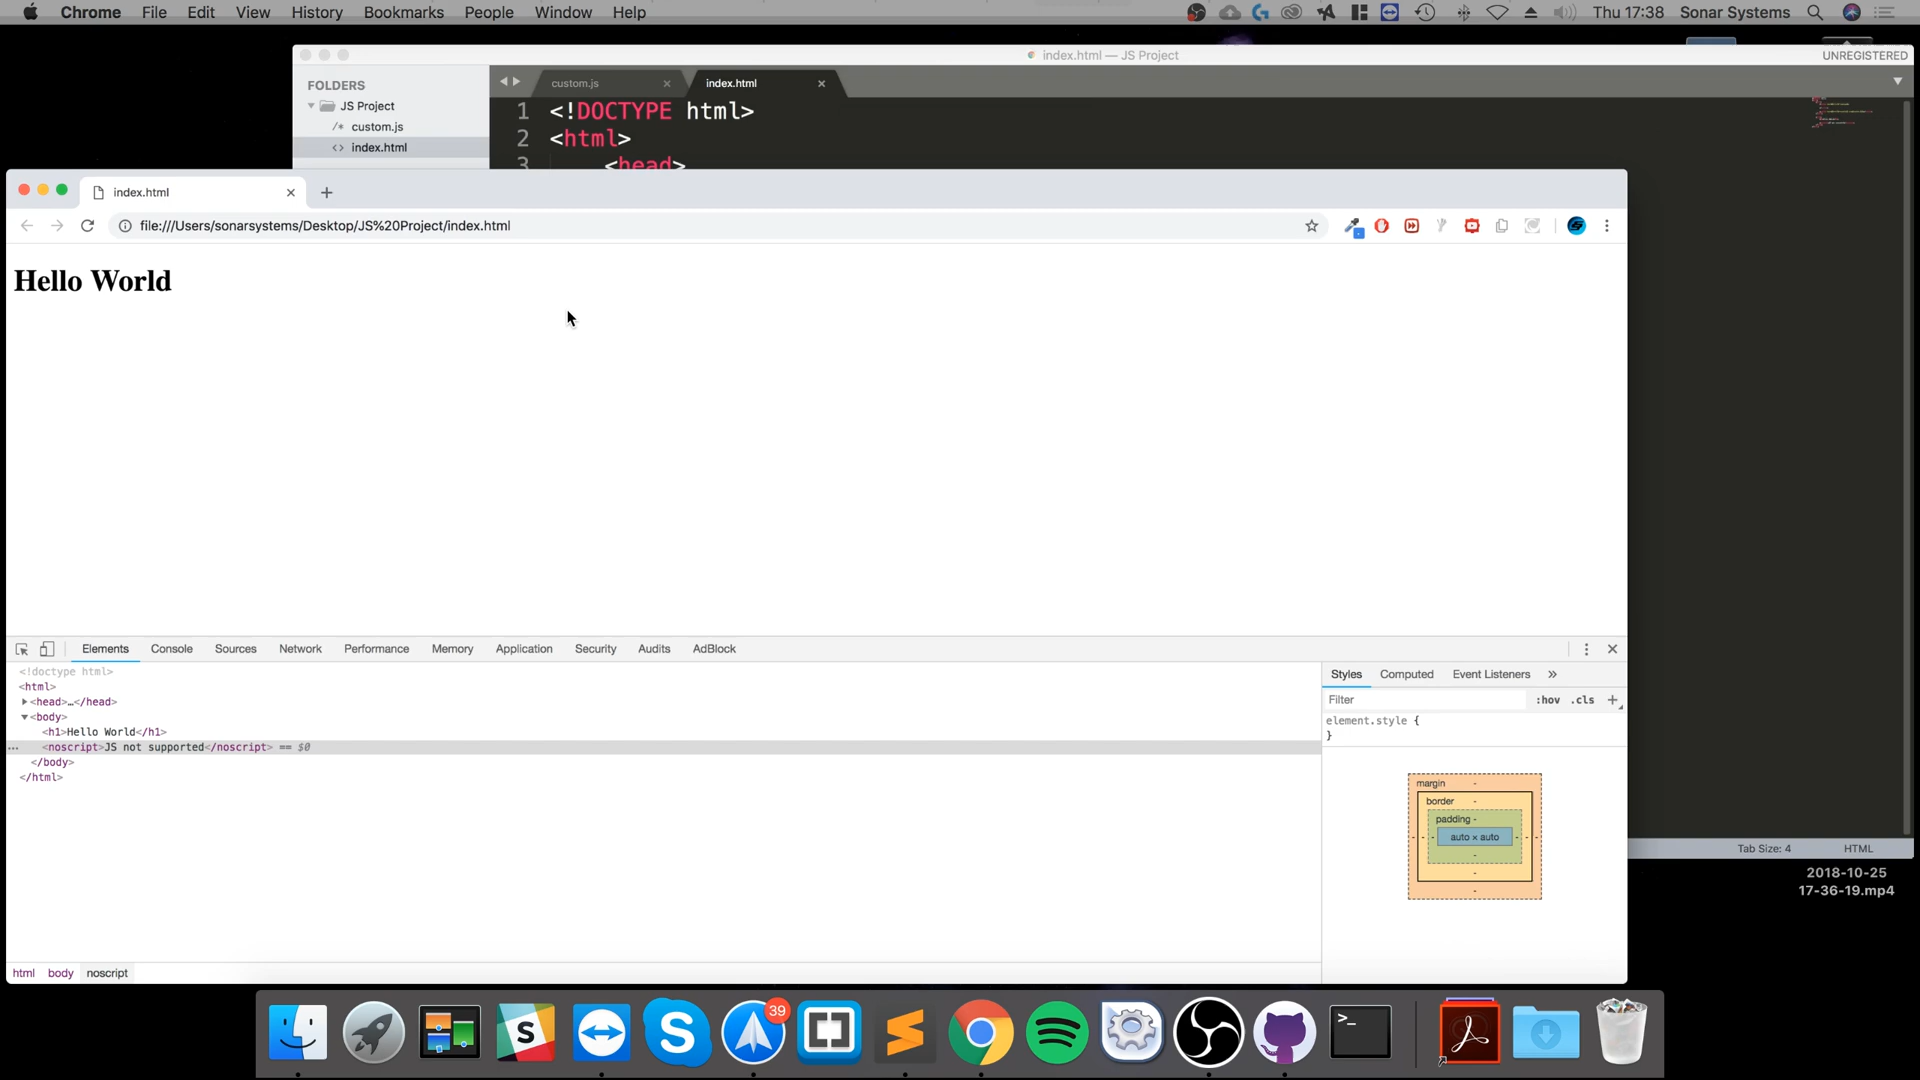 Chrome File Edit View History Bookmarks People Window Help Thu 17:38 Sonar Systems
index.html — JS Project UNREGISTERED
FOLDERS
JS Project
/* custom.js
<> index.html
custom.js × index.html ×
1 <!DOCTYPE html>
2 <html>
3 <head>
index.html × +
file:///Users/sonarsystems/Desktop/JS%20Project/index.html
Hello World
Elements Console Sources Network Performance Memory Application Security Audits AdBlock
<!doctype html>
<html>
<head>…</head>
<body>
<h1>Hello World</h1>
<noscript>JS not supported</noscript> == $0
</body>
</html>
html body noscript
Styles Computed Event Listeners »
Filter :hov .cls +
element.style {
}
margin -
border -
padding -
auto × auto
Tab Size: 4 HTML
2018-10-25
17-36-19.mp4
39
S
>_